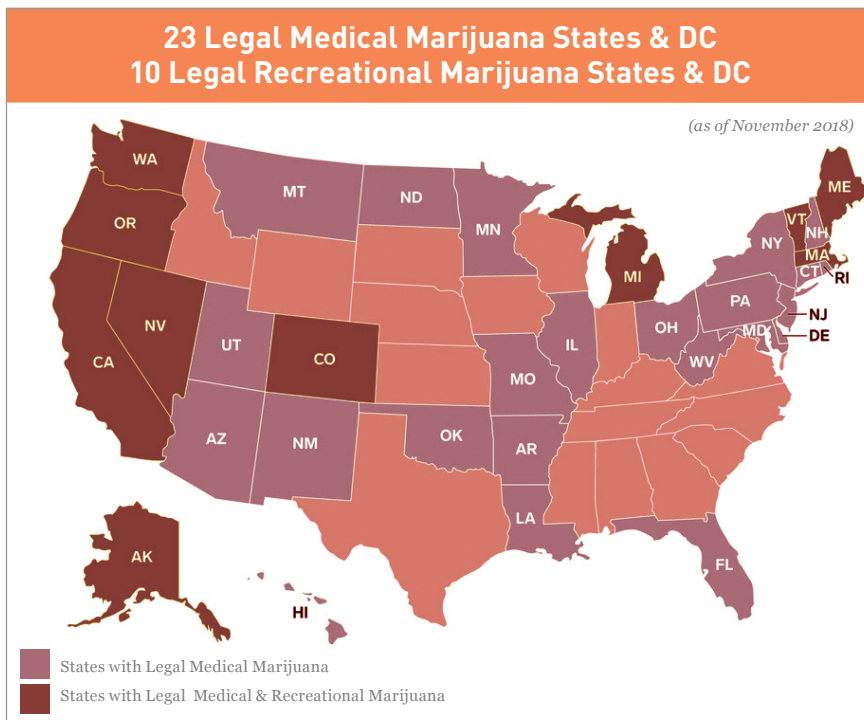 23 Legal Medical Marijuana States & DC
10 Legal Recreational Marijuana States & DC
(as of November 2018)
WA
MT
ND
MN
ME
VT
NH
OR
NY
MA
CT
RI
MI
PA
NJ
NV
UT
CO
IL
OH
MD
DE
CA
WV
MO
AZ
NM
OK
AR
LA
FL
AK
HI
States with Legal Medical Marijuana
States with Legal Medical & Recreational Marijuana